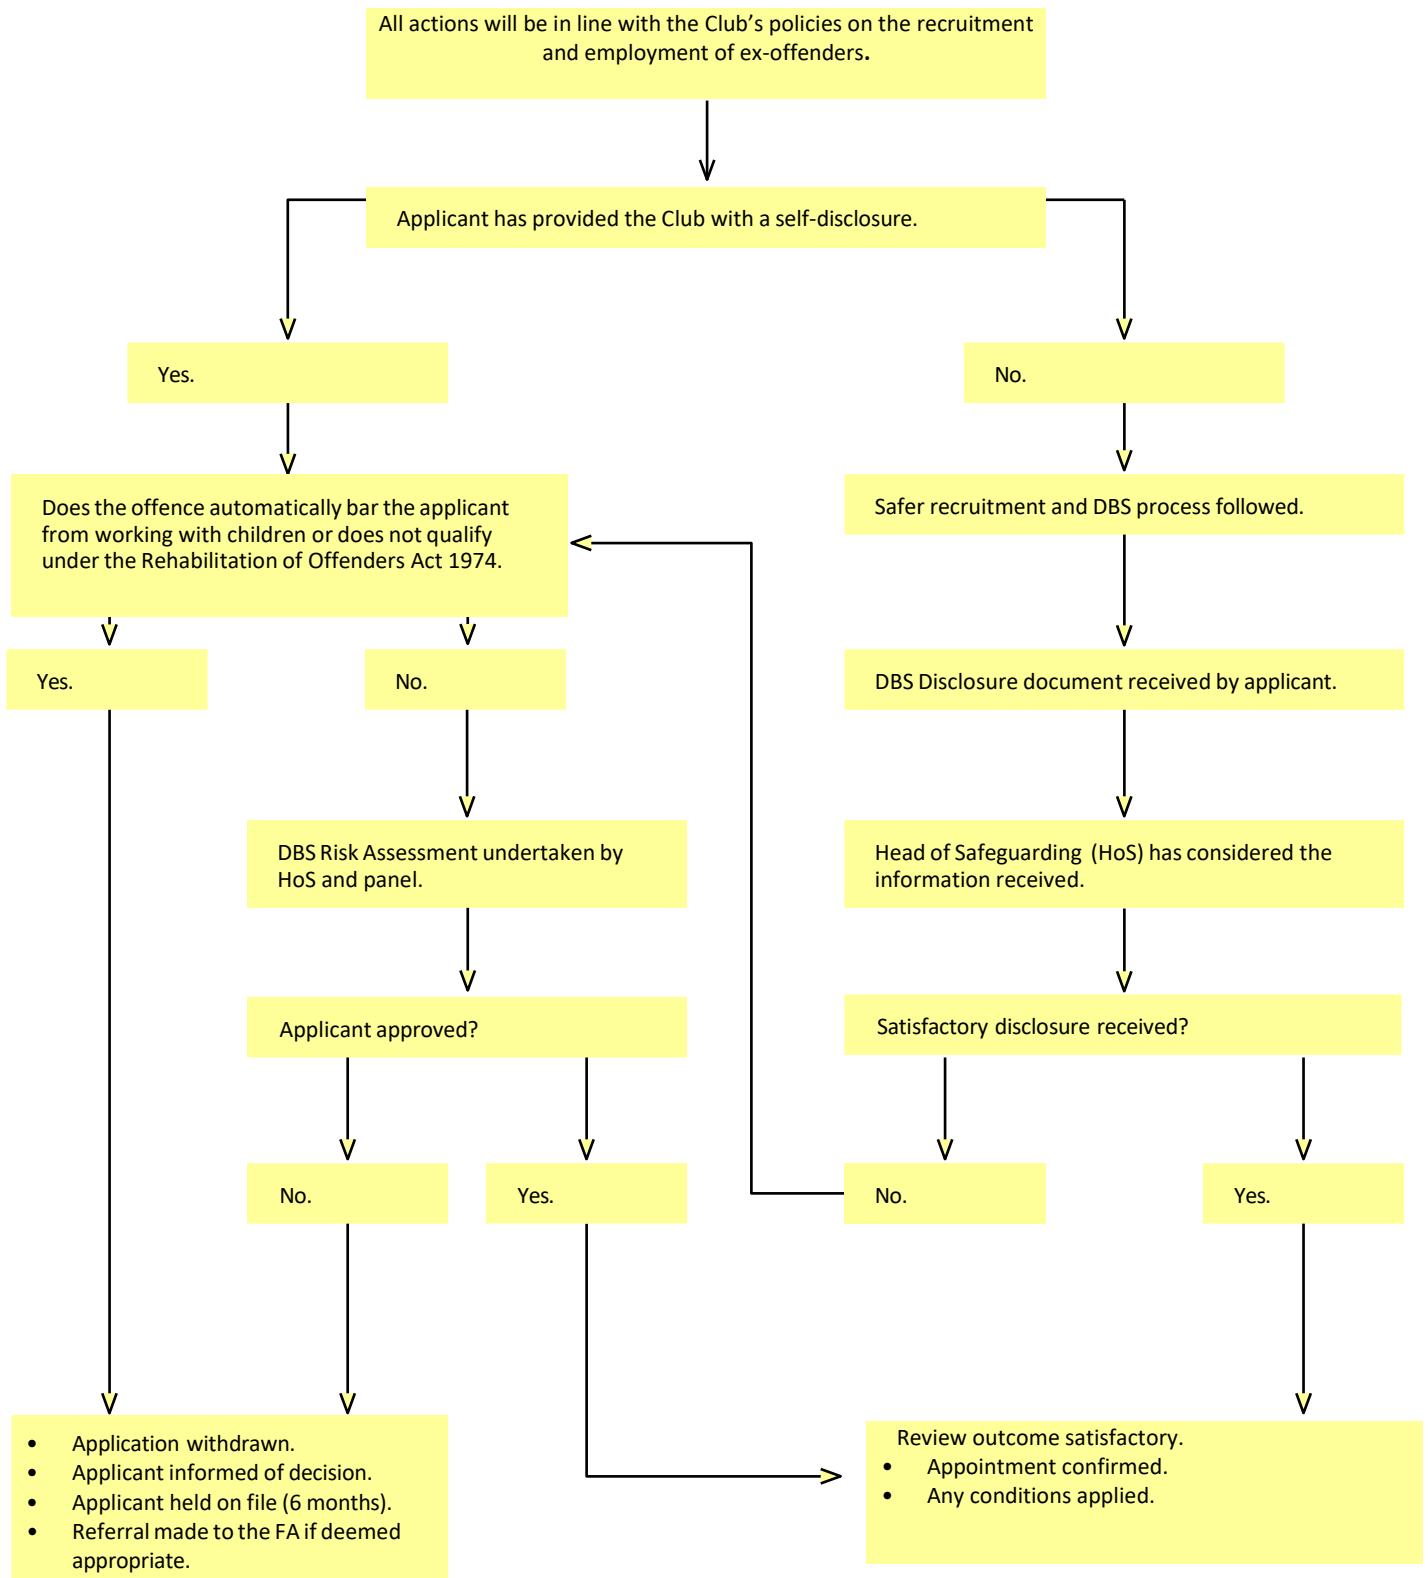 All actions will be in line with the Club’s policies on the recruitment
and employment of ex-offenders.
Applicant has provided the Club with a self-disclosure.
Yes.
No.
Does the offence automatically bar the applicant
from working with children or does not qualify
under the Rehabilitation of Offenders Act 1974.
Safer recruitment and DBS process followed.
Yes.
No.
DBS Disclosure document received by applicant.
DBS Risk Assessment undertaken by
HoS and panel.
Head of Safeguarding (HoS) has considered the
information received.
Applicant approved?
Satisfactory disclosure received?
No.
Yes.
No.
Yes.
• Application withdrawn.
• Applicant informed of decision.
• Applicant held on file (6 months).
• Referral made to the FA if deemed
appropriate.
Review outcome satisfactory.
• Appointment confirmed.
• Any conditions applied.